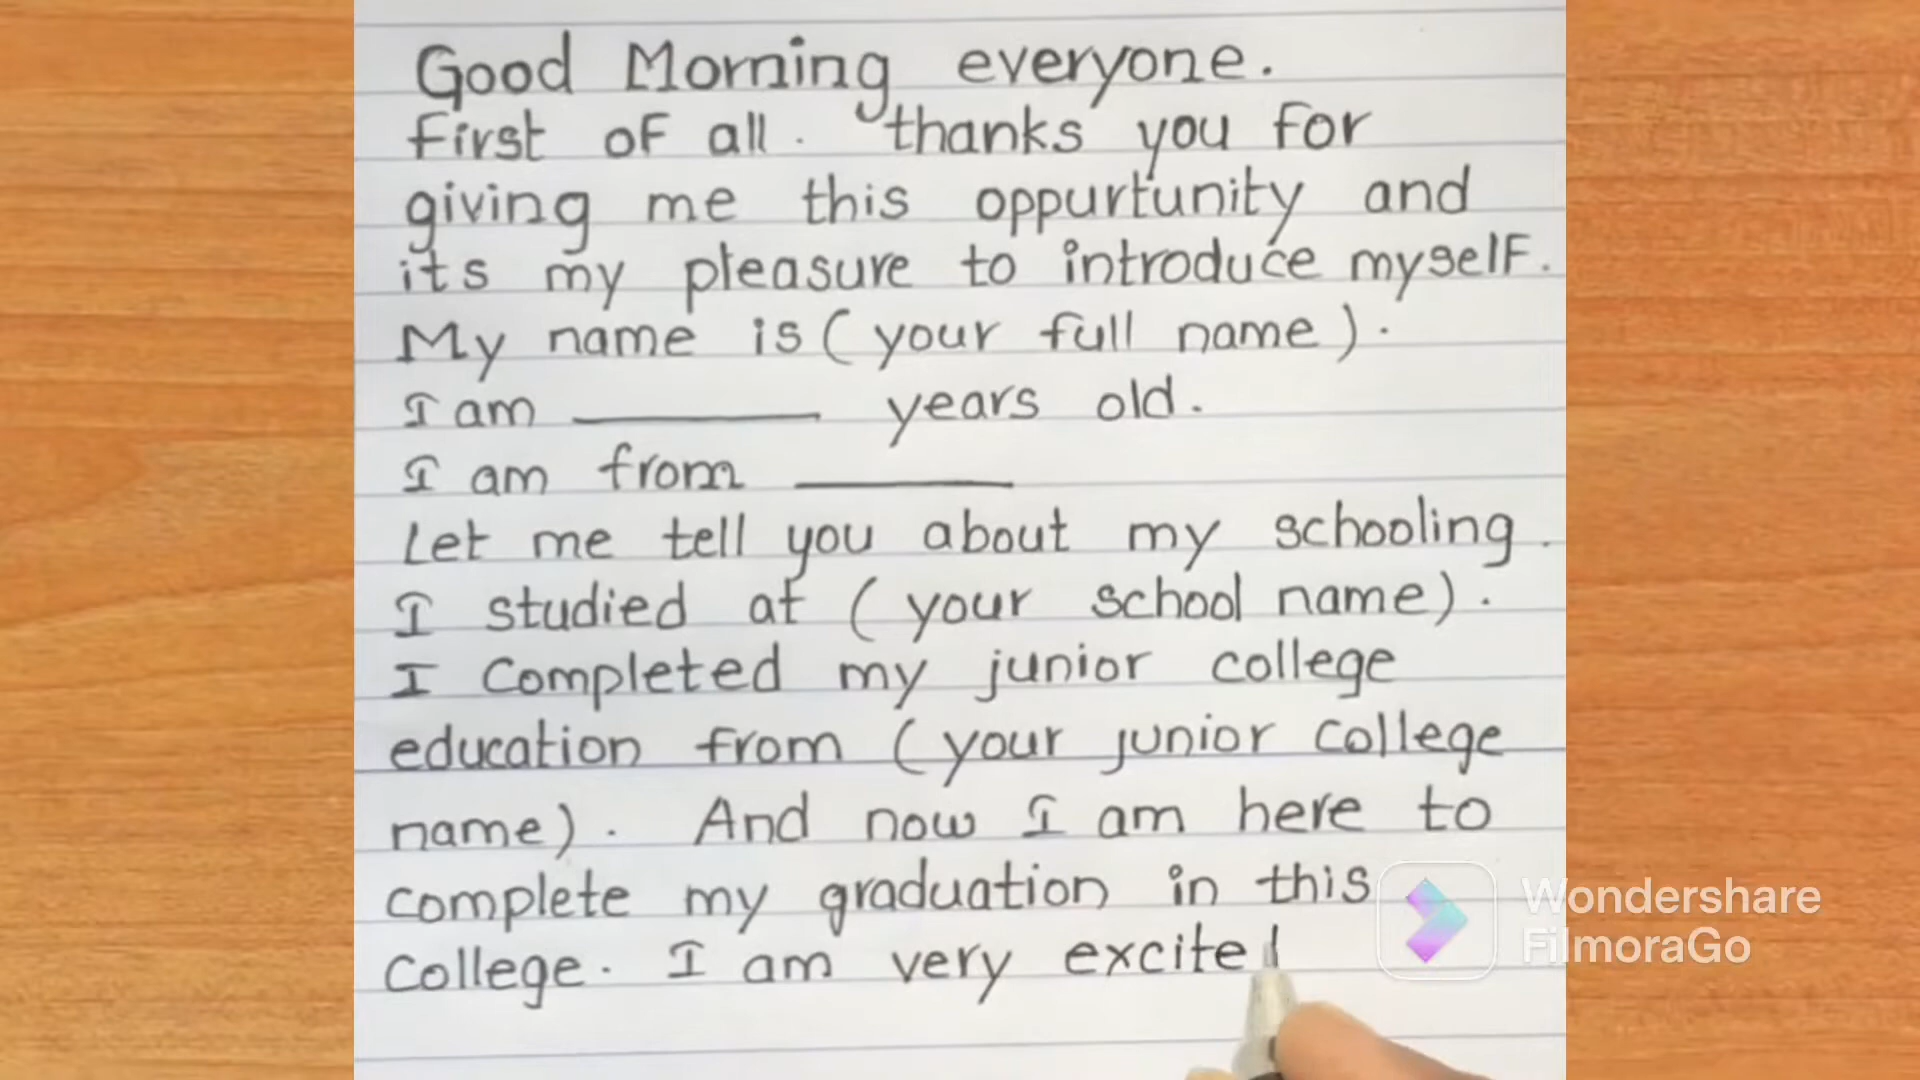 Good Morning everyone.
First of all. thanks you for
giving me this oppurtunity and
its my pleasure to introduce myself.
My name is (your full name).
I am ________ years old.
I am from ________
Let me tell you about my schooling.
I studied at (your school name).
I completed my junior college
education from (your junior college
name). And now I am here to
complete my graduation in this
college. I am very excite
Wondershare
FilmoraGo